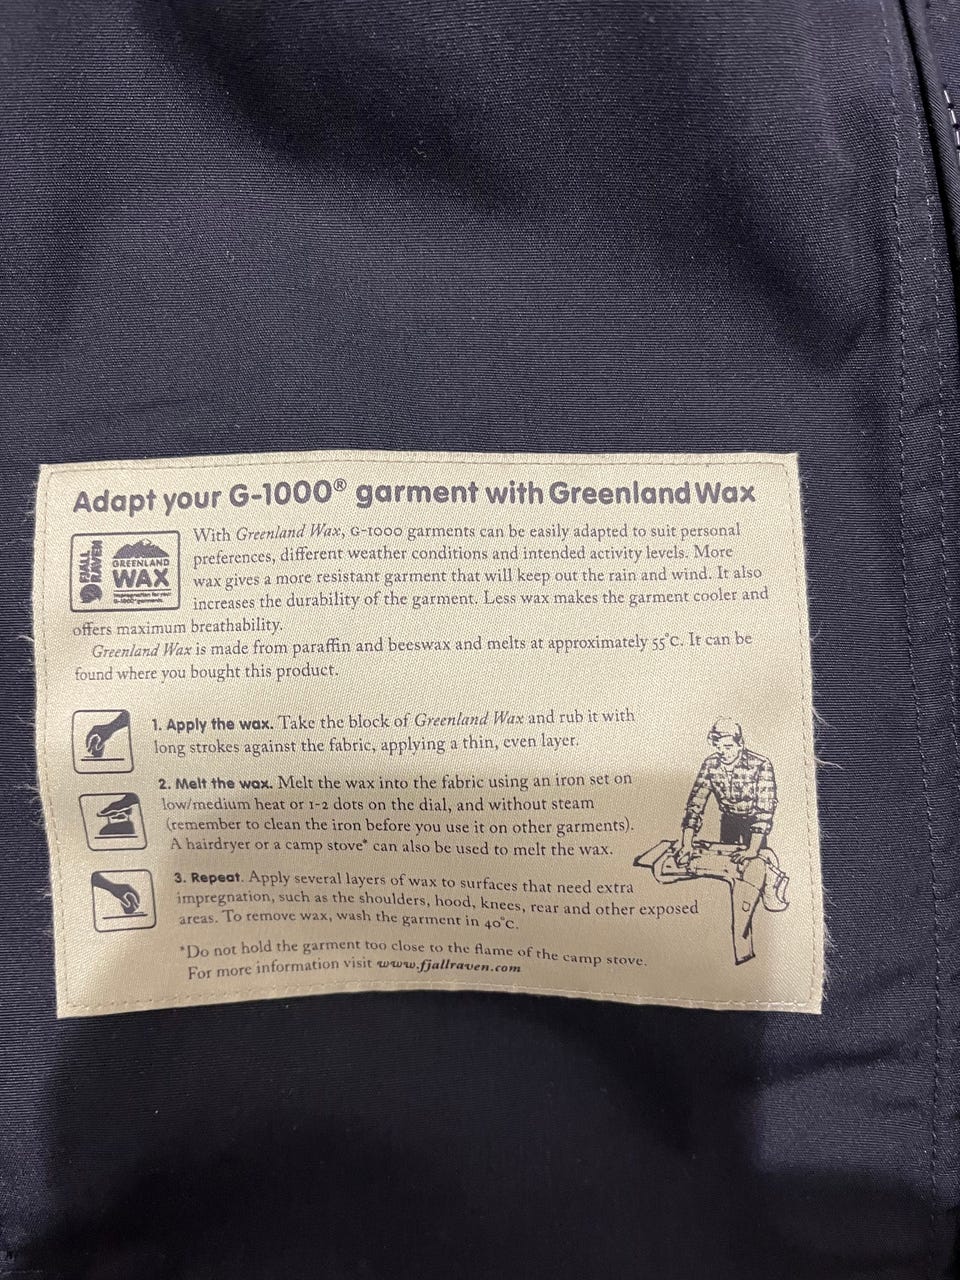 Adapt your G-1000® garment with Greenland Wax
FJALL
RAVEN
GREENLAND
WAX
Impregnation for your
G-1000® garments.
With Greenland Wax, G-1000 garments can be easily adapted to suit personal
preferences, different weather conditions and intended activity levels. More
wax gives a more resistant garment that will keep out the rain and wind. It also
increases the durability of the garment. Less wax makes the garment cooler and
offers maximum breathability.
Greenland Wax is made from paraffin and beeswax and melts at approximately 55°C. It can be
found where you bought this product.
1. Apply the wax. Take the block of Greenland Wax and rub it with
long strokes against the fabric, applying a thin, even layer.
2. Melt the wax. Melt the wax into the fabric using an iron set on
low/medium heat or 1-2 dots on the dial, and without steam
(remember to clean the iron before you use it on other garments).
A hairdryer or a camp stove* can also be used to melt the wax.
3. Repeat. Apply several layers of wax to surfaces that need extra
impregnation, such as the shoulders, hood, knees, rear and other exposed
areas. To remove wax, wash the garment in 40°C.
*Do not hold the garment too close to the flame of the camp stove.
For more information visit www.fjallraven.com